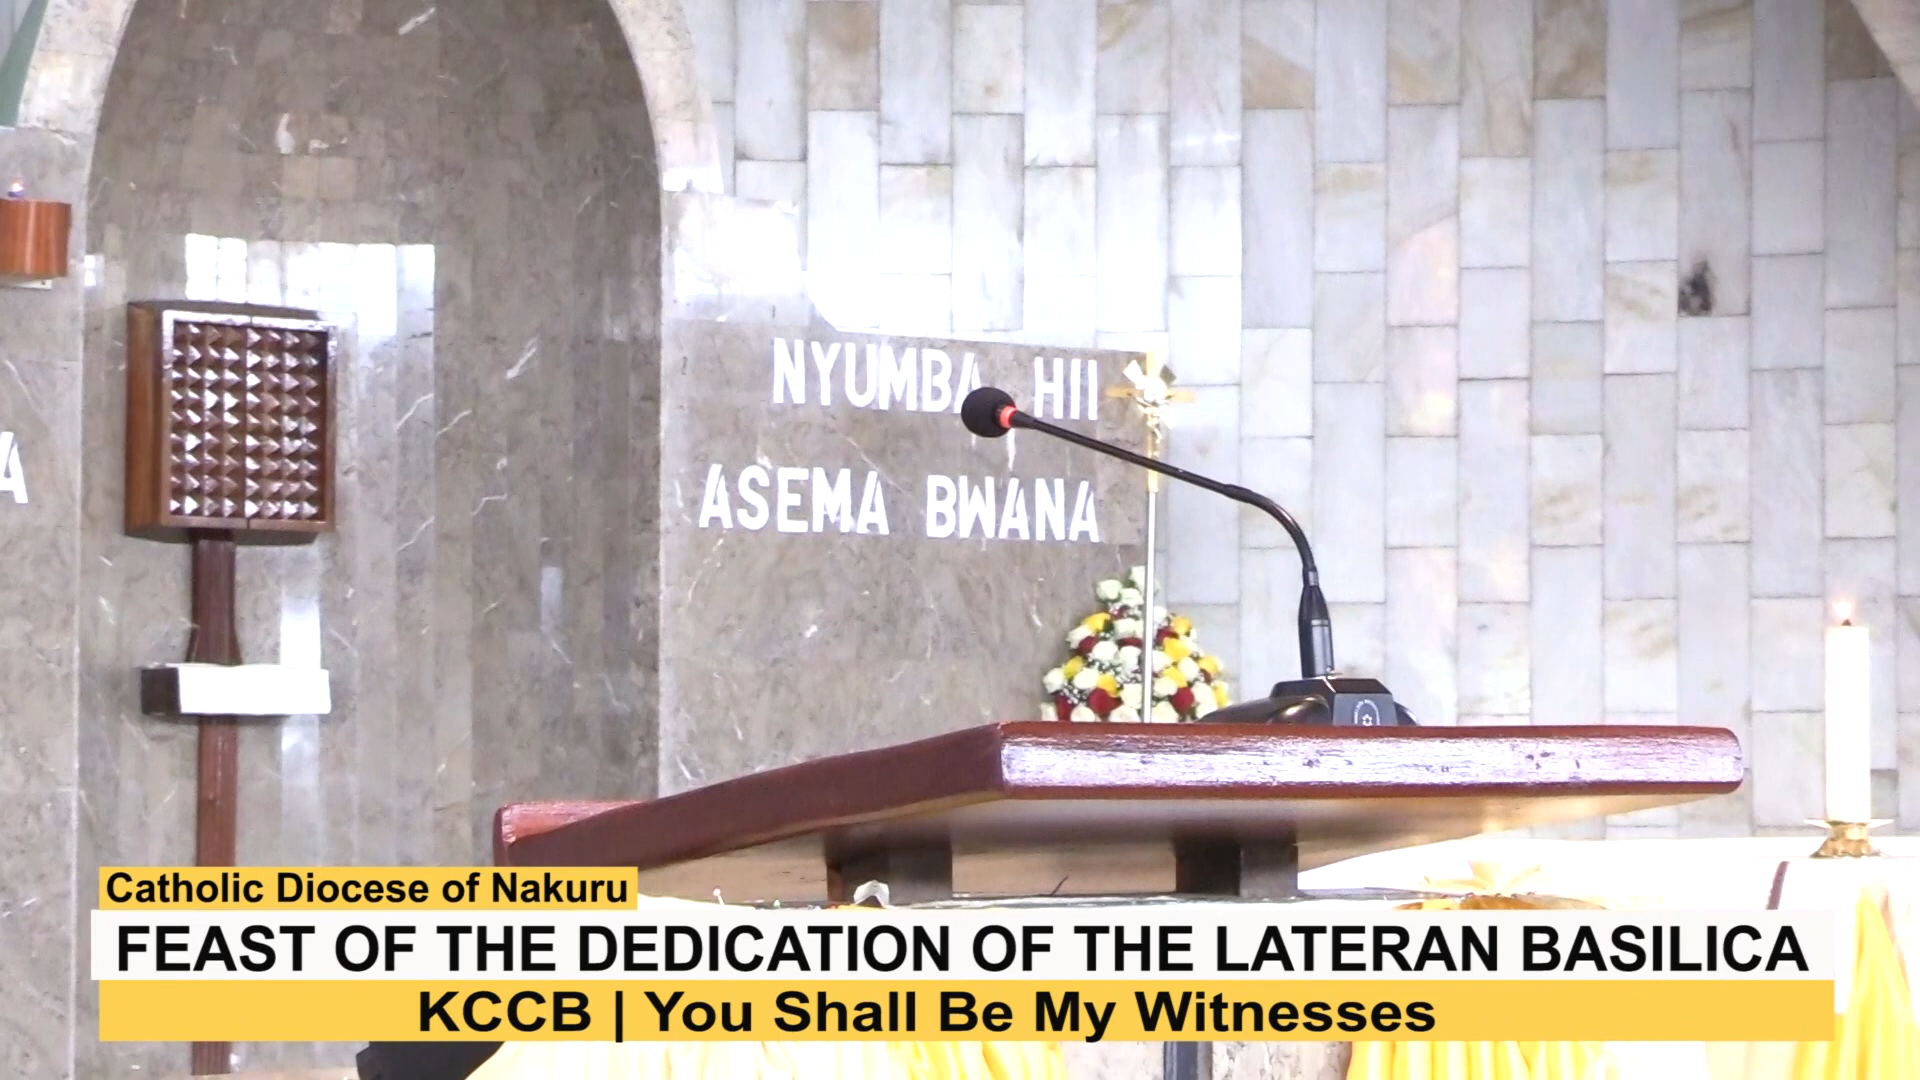 NYUMBA HII
ASEMA BWANA
A
Catholic Diocese of Nakuru
FEAST OF THE DEDICATION OF THE LATERAN BASILICA
KCCB | You Shall Be My Witnesses